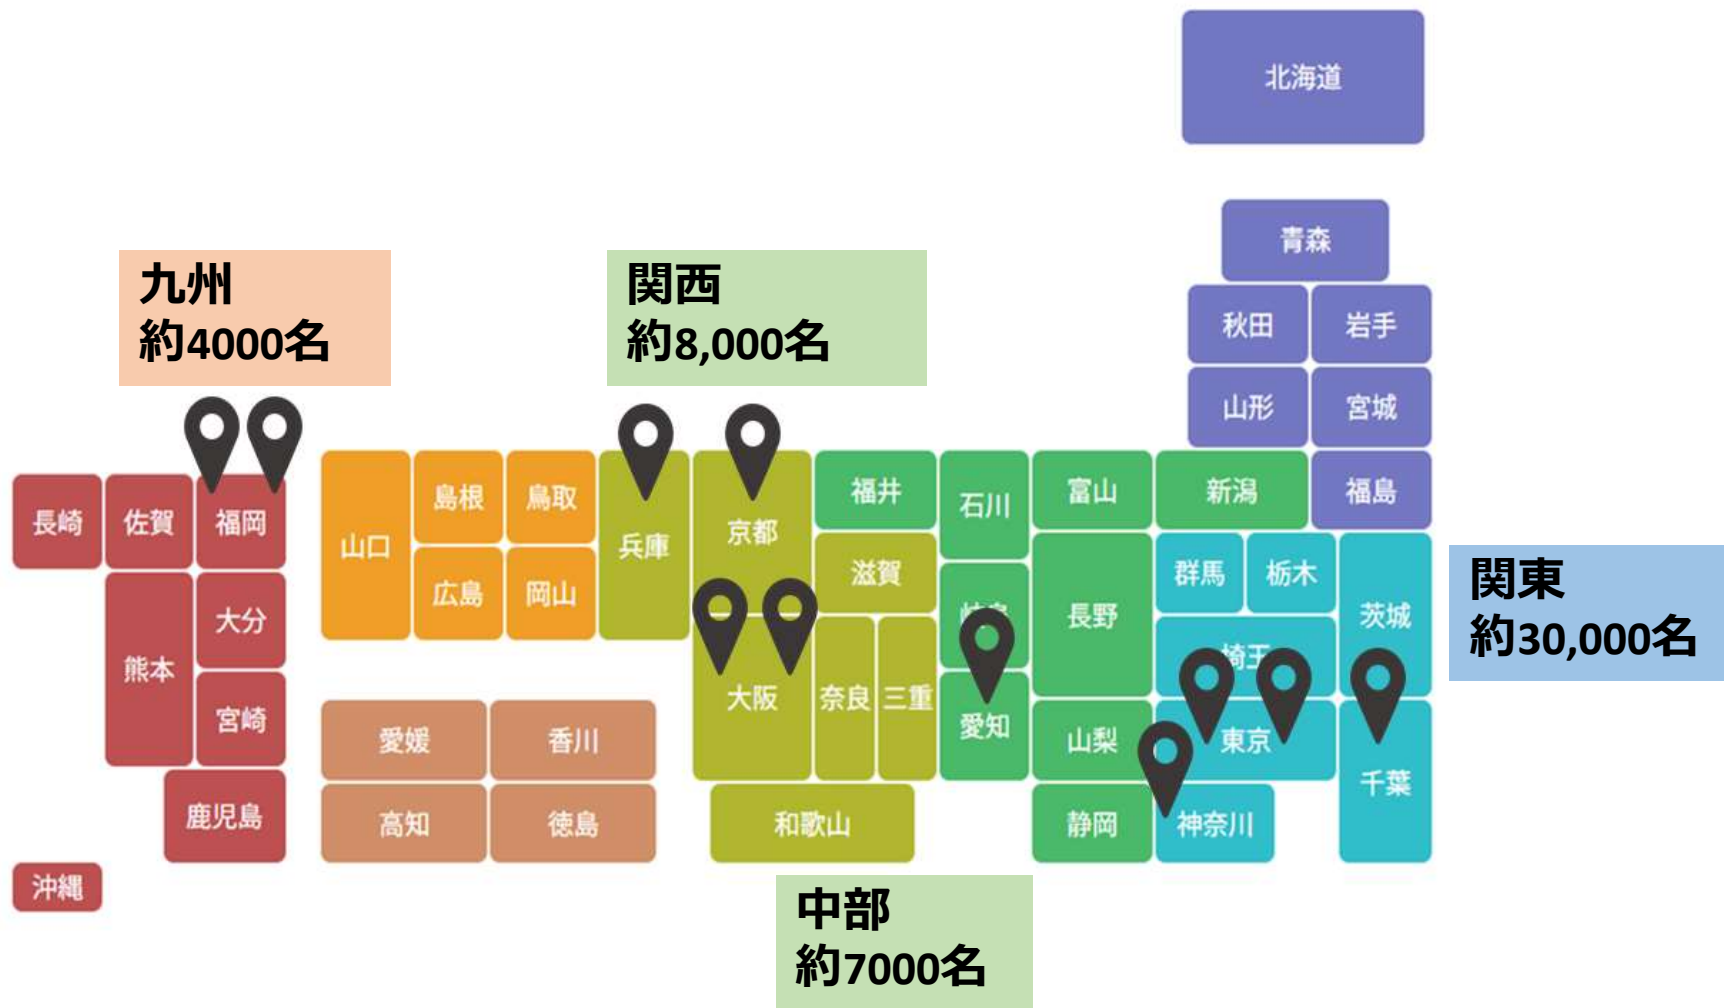 北海道
青森
九州
約4000名
関西
約8,000名
秋田
岩手
山形
宮城
長崎
佐賀
福岡
山口
島根
鳥取
兵庫
京都
福井
石川
富山
新潟
福島
広島
岡山
滋賀
岐阜
長野
群馬
栃木
茨城
関東
約30,000名
熊本
大分
宮崎
大阪
奈良
三重
愛知
山梨
埼玉
東京
千葉
愛媛
香川
鹿児島
高知
徳島
和歌山
静岡
神奈川
沖縄
中部
約7000名